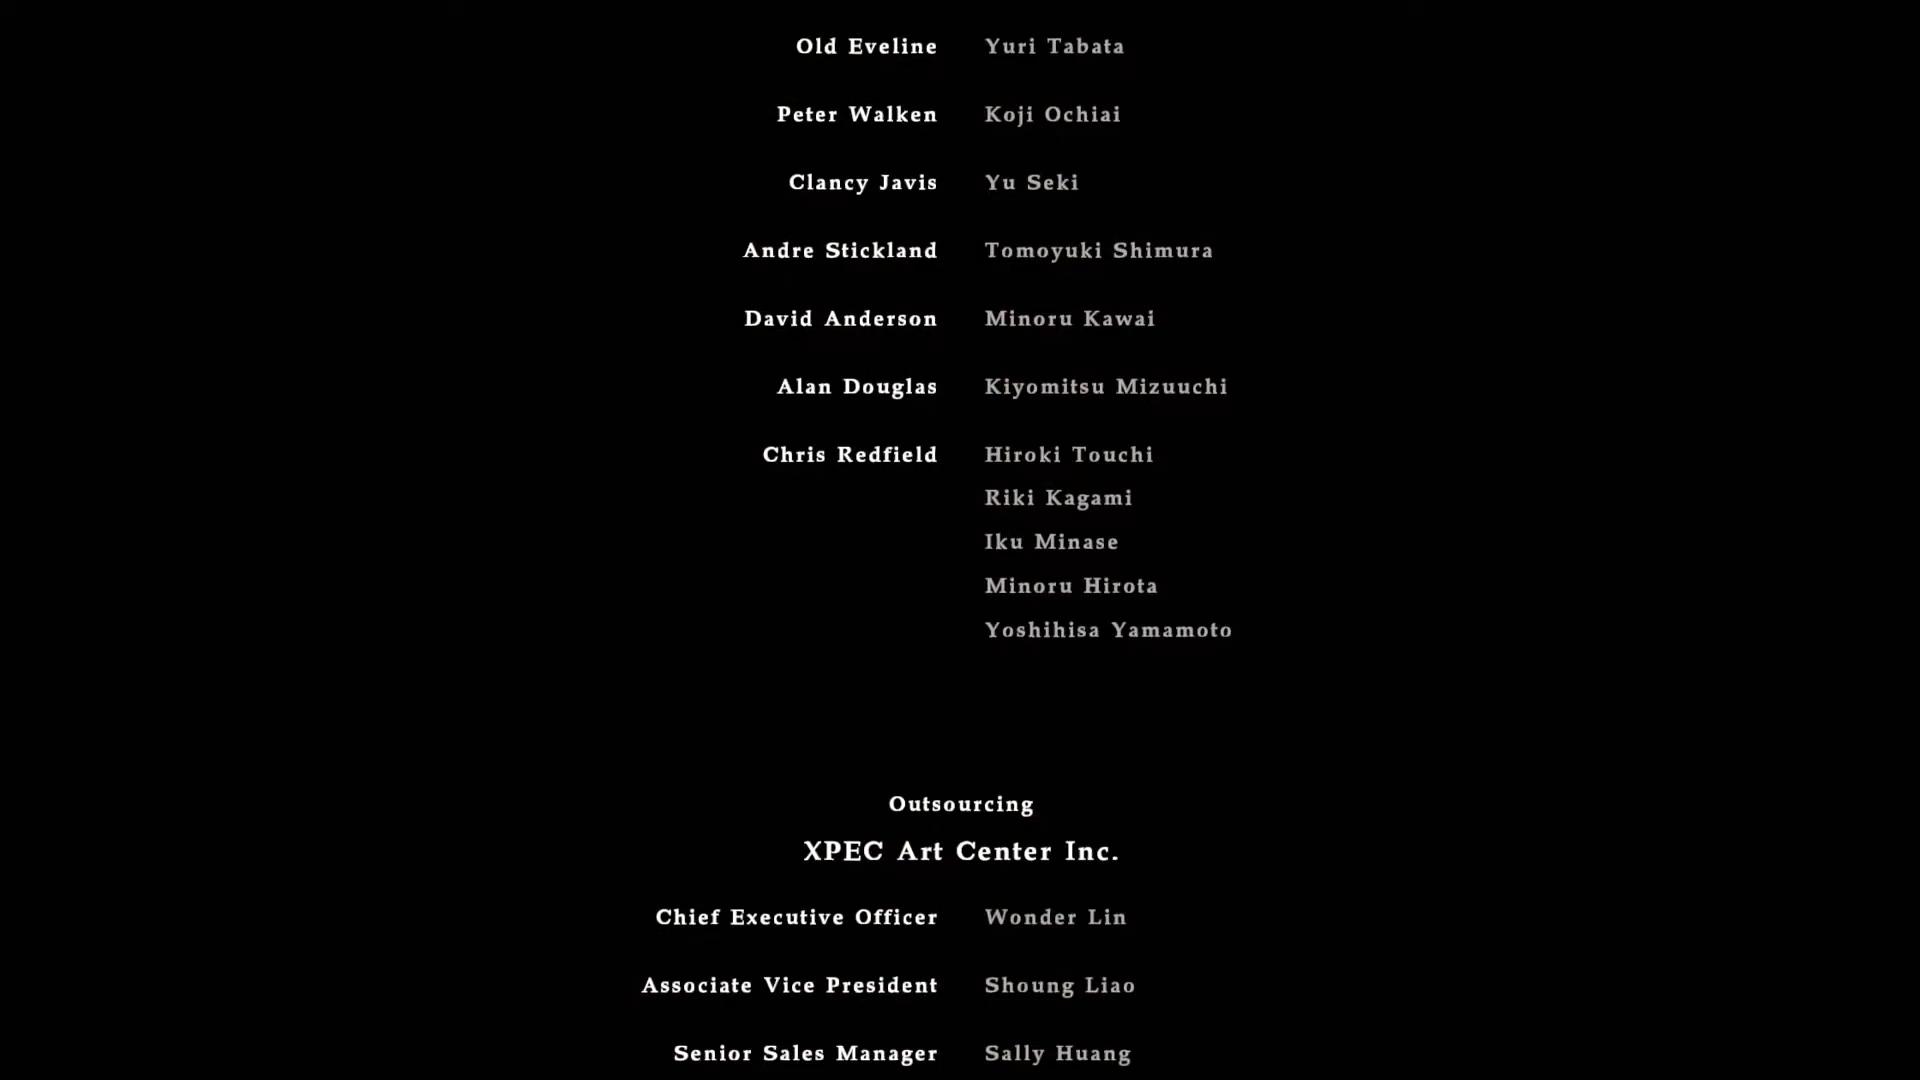 Old Eveline Yuri Tabata
Peter Walken Koji Ochiai
Clancy Javis Yu Seki
Andre Stickland Tomoyuki Shimura
David Anderson Minoru Kawai
Alan Douglas Kiyomitsu Mizuuchi
Chris Redfield Hiroki Touchi
Riki Kagami
Iku Minase
Minoru Hirota
Yoshihisa Yamamoto
Outsourcing
XPEC Art Center Inc.
Chief Executive Officer Wonder Lin
Associate Vice President Shoung Liao
Senior Sales Manager Sally Huang